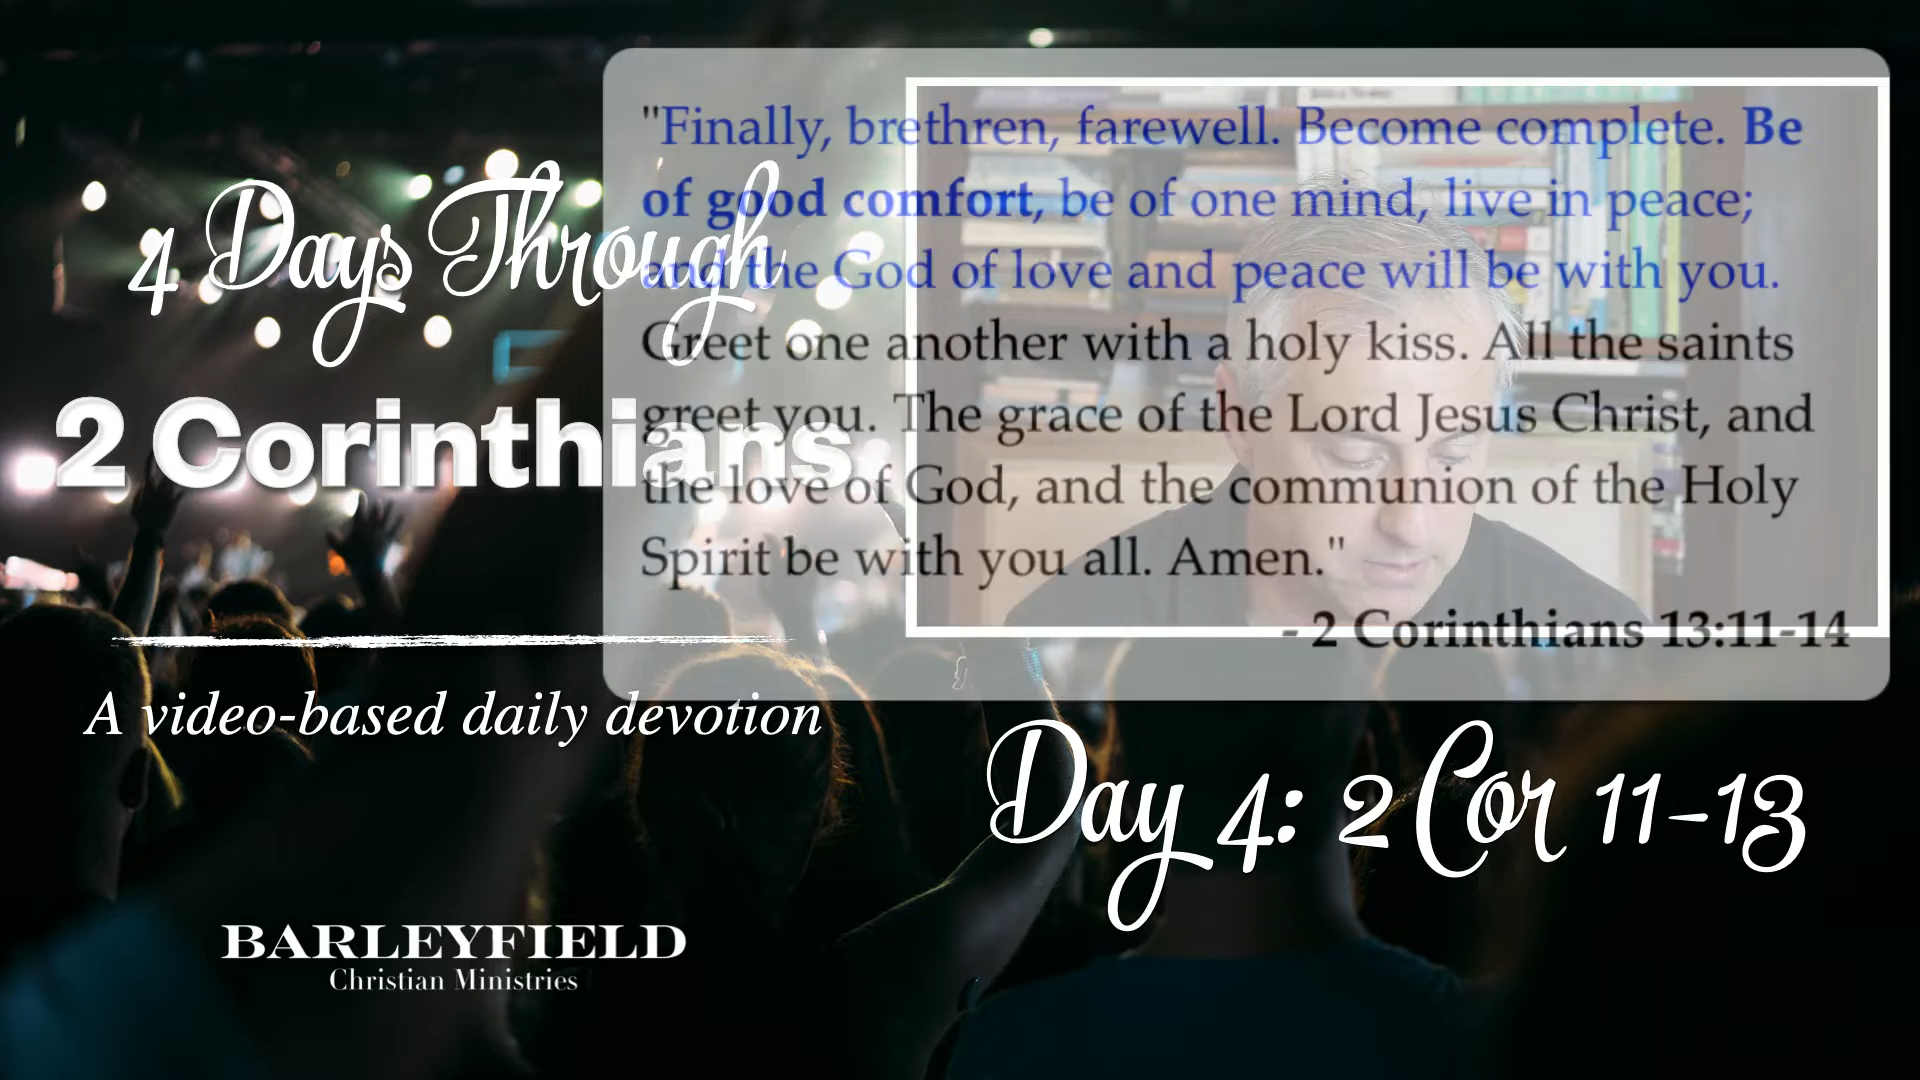 4 Days Through
2 Corinthians
A video-based daily devotion
BARLEYFIELD
Christian Ministries
"Finally, brethren, farewell. Become complete. Be
of good comfort, be of one mind, live in peace;
and the God of love and peace will be with you.
Greet one another with a holy kiss. All the saints
greet you. The grace of the Lord Jesus Christ, and
the love of God, and the communion of the Holy
Spirit be with you all. Amen."
- 2 Corinthians 13:11-14
Day 4: 2 Cor 11-13